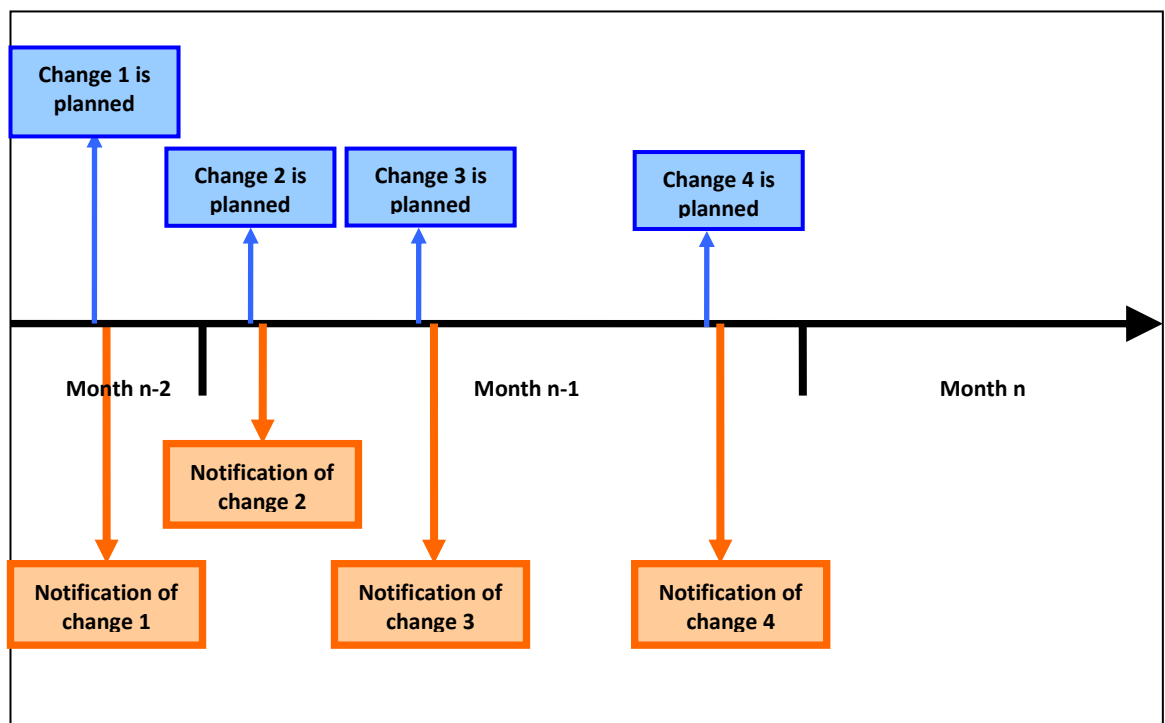 Change 1 is
planned
Change 2 is
planned
Change 3 is
planned
Change 4 is
planned
Month n-2
Month n-1
Month n
Notification of
change 2
Notification of
change 1
Notification of
change 3
Notification of
change 4